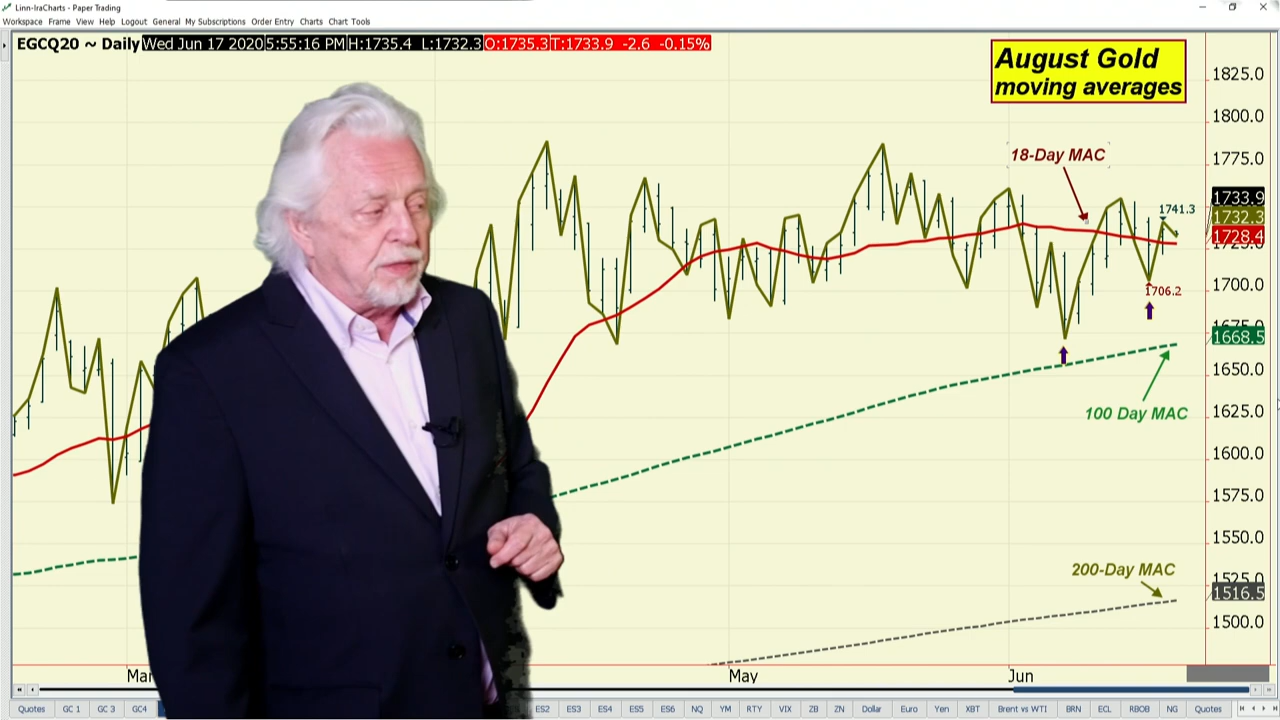 Linn-IraCharts - Paper Trading
Workspace Frame View Help Logout General My Subscriptions Order Entry Charts Chart Tools
EGCQ20 ~ Daily Wed Jun 17 2020 5:55:16 PM H:1735.4 L:1732.3 O:1735.3 T:1733.9 -2.6 -0.15%
August Gold
moving averages
1825.0
1800.0
18-Day MAC
1775.0
1733.9
1741.3
1732.3
1728.4
1706.2
1700.0
1675.0
1668.5
1650.0
100 Day MAC
1625.0
1600.0
1575.0
1550.0
200-Day MAC
1525.0
1516.5
1500.0
Mar May Jun
Quotes GC 1 GC 3 GC4 ES2 ES3 ES4 ES5 ES6 NQ YM RTY VIX ZB ZN Dollar Euro Yen XBT Brent vs WTI BRN ECL RBOB NG Quotes